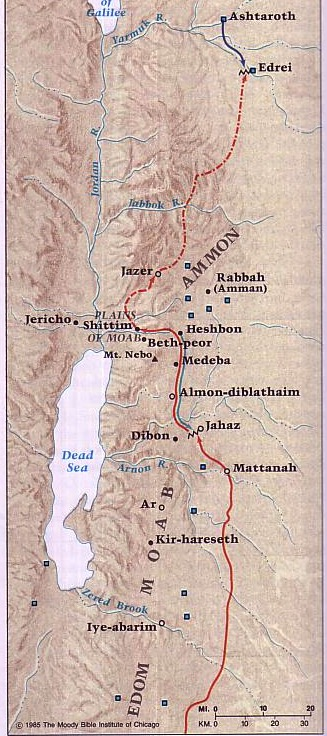 of
Galilee
Ashtaroth
Yarmuk R.
Edrei
Jordan R.
Jabbok R.
AMMON
Jazer
Rabbah
(Amman)
Jericho
PLAINS
Shittim
OF MOAB
Heshbon
Beth-peor
Mt. Nebo
Medeba
Almon-diblathaim
Jahaz
Dibon
Dead
Sea
Arnon R.
Mattanah
Ar
MOAB
Kir-hareseth
Zered Brook
Iye-abarim
EDOM
MI. 0 10 20
KM. 0 10 20 30
© 1985 The Moody Bible Institute of Chicago